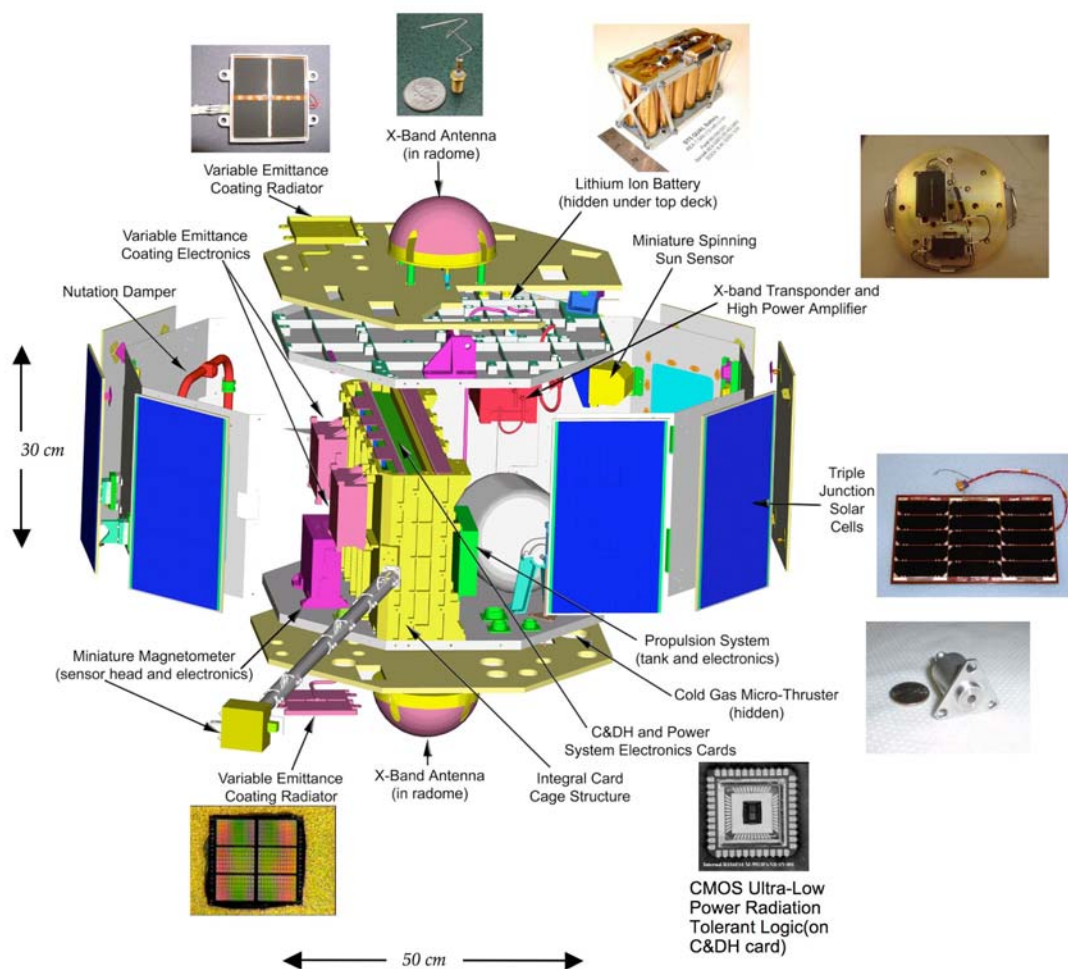 X-Band Antenna
(in radome)
Variable Emittance
Coating Radiator
Lithium Ion Battery
(hidden under top deck)
Variable Emittance
Coating Electronics
Miniature Spinning
Sun Sensor
Nutation Damper
X-band Transponder and
High Power Amplifier
30 cm
Triple
Junction
Solar
Cells
Propulsion System
(tank and electronics)
Miniature Magnetometer
(sensor head and electronics)
Cold Gas Micro-Thruster
(hidden)
C&DH and Power
System Electronics Cards
Variable Emittance
Coating Radiator
X-Band Antenna
(in radome)
Integral Card
Cage Structure
CMOS Ultra-Low
Power Radiation
Tolerant Logic(on
C&DH card)
50 cm